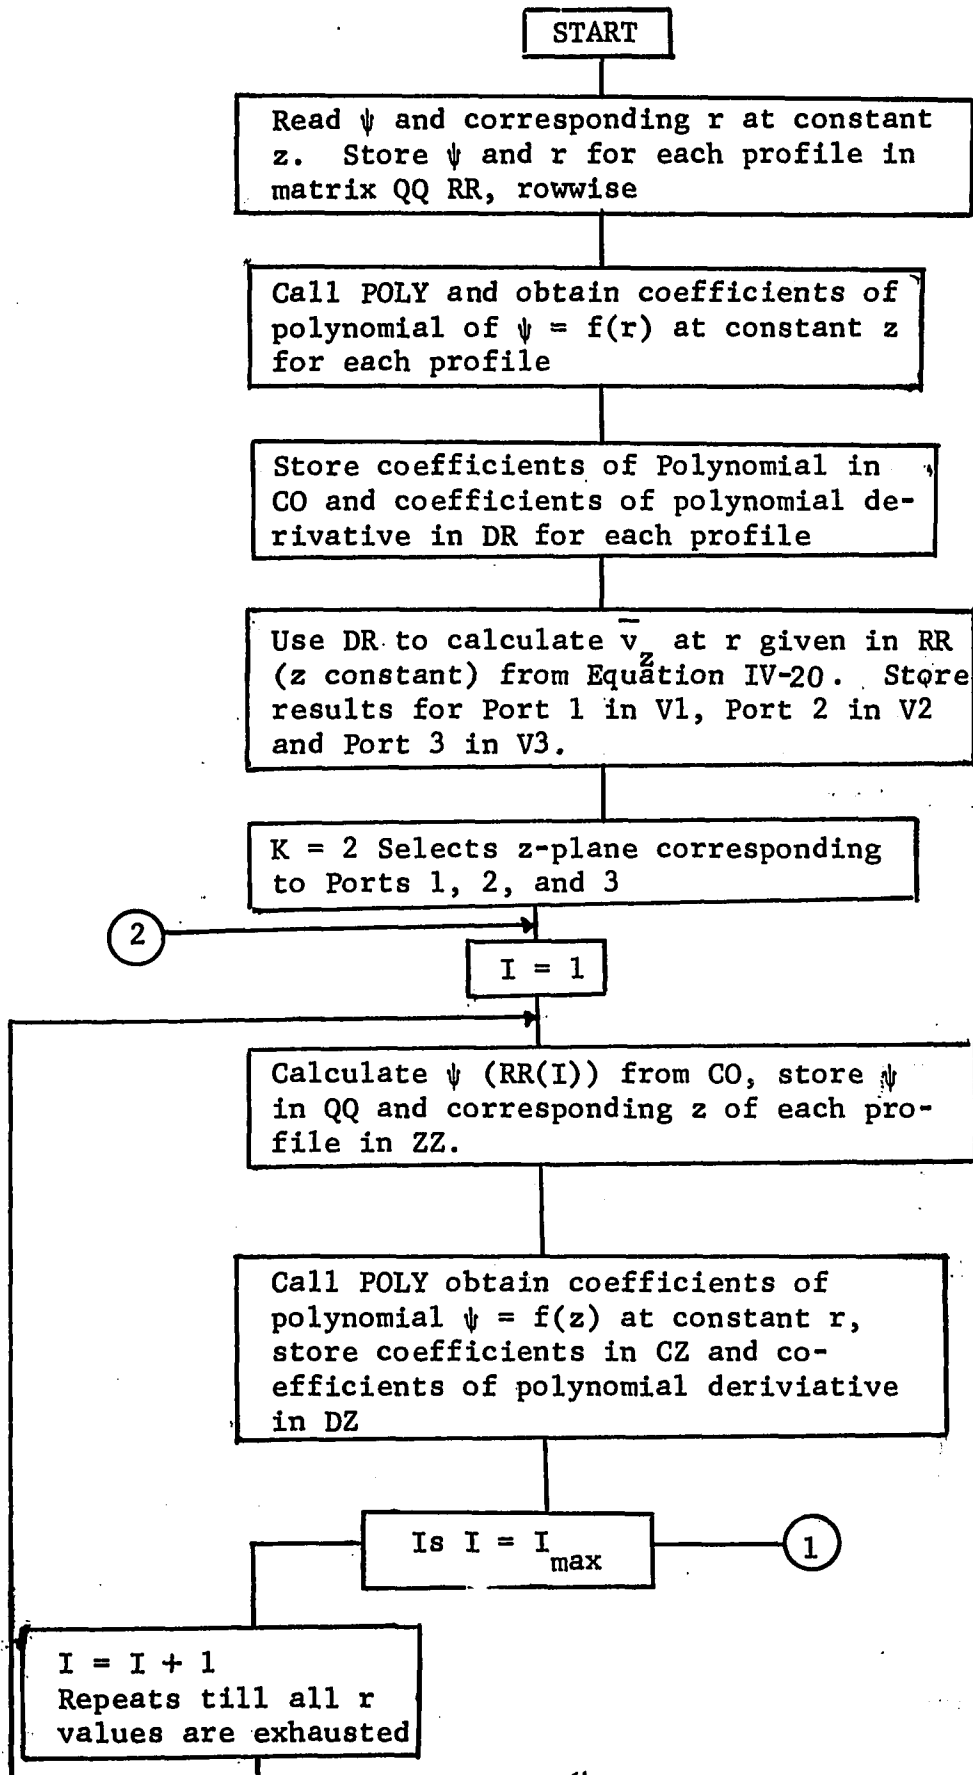 START
Read ψ and corresponding r at constant
z. Store ψ and r for each profile in
matrix QQ RR, rowwise
Call POLY and obtain coefficients of
polynomial of ψ = f(r) at constant z
for each profile
Store coefficients of Polynomial in
CO and coefficients of polynomial de-
rivative in DR for each profile
Use DR to calculate v̅_z at r given in RR
(z constant) from Equation IV-20. Store
results for Port 1 in V1, Port 2 in V2
and Port 3 in V3.
K = 2 Selects z-plane corresponding
to Ports 1, 2, and 3
2
I = 1
Calculate ψ (RR(I)) from CO, store ψ
in QQ and corresponding z of each pro-
file in ZZ.
Call POLY obtain coefficients of
polynomial ψ = f(z) at constant r,
store coefficients in CZ and co-
efficients of polynomial deriviative
in DZ
Is I = I_max
1
I = I + 1
Repeats till all r
values are exhausted